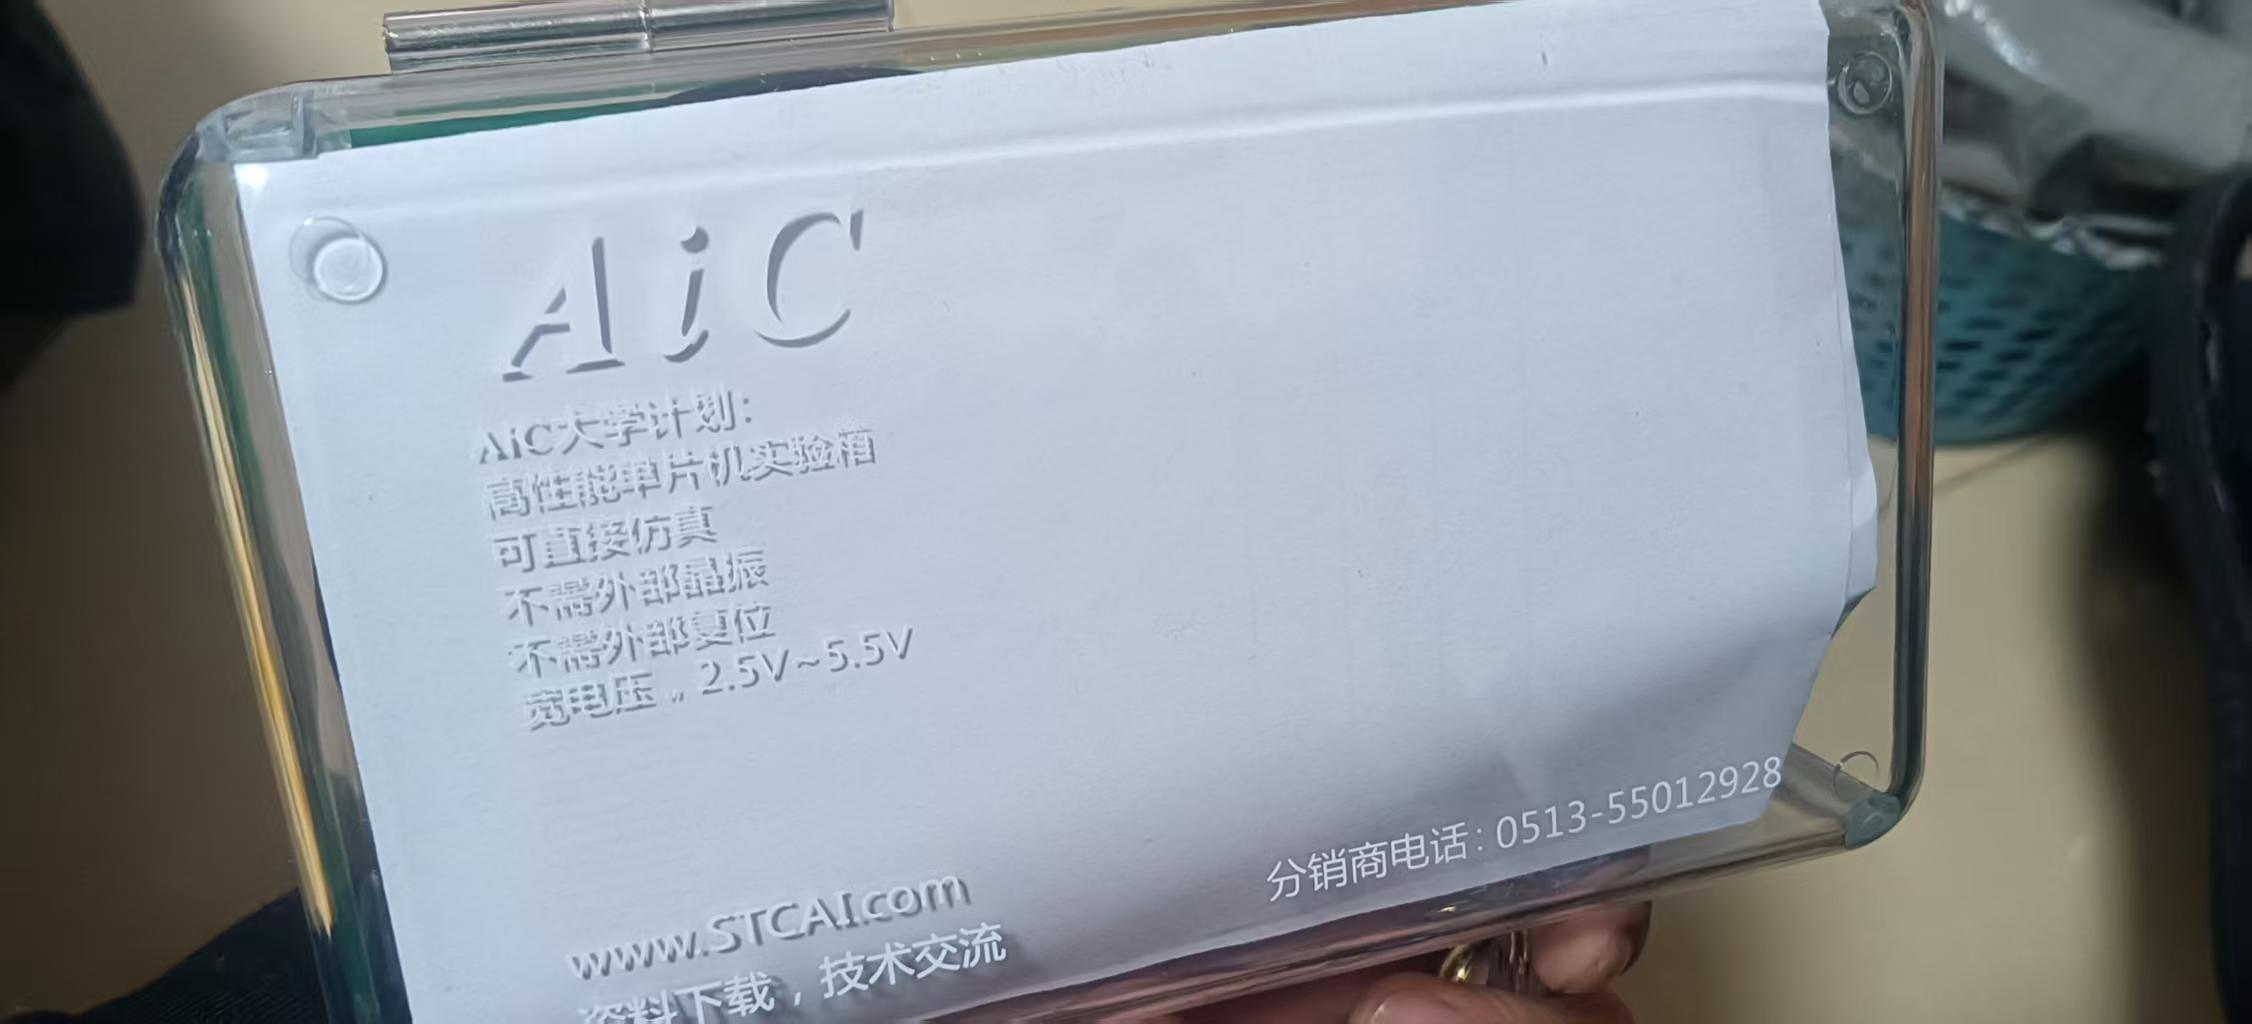 AiC
AiC大学计划：
高性能单片机实验箱
可直接仿真
不需外部晶振
不需外部复位
宽电压，2.5V~5.5V
www.STCAI.com
资料下载，技术交流
分销商电话：0513-55012928